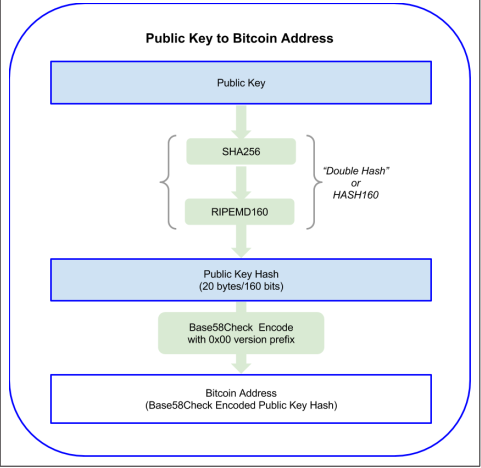 Public Key to Bitcoin Address
Public Key
SHA256
"Double Hash"
or
HASH160
RIPEMD160
Public Key Hash
(20 bytes/160 bits)
Base58Check Encode
with 0x00 version prefix
Bitcoin Address
(Base58Check Encoded Public Key Hash)